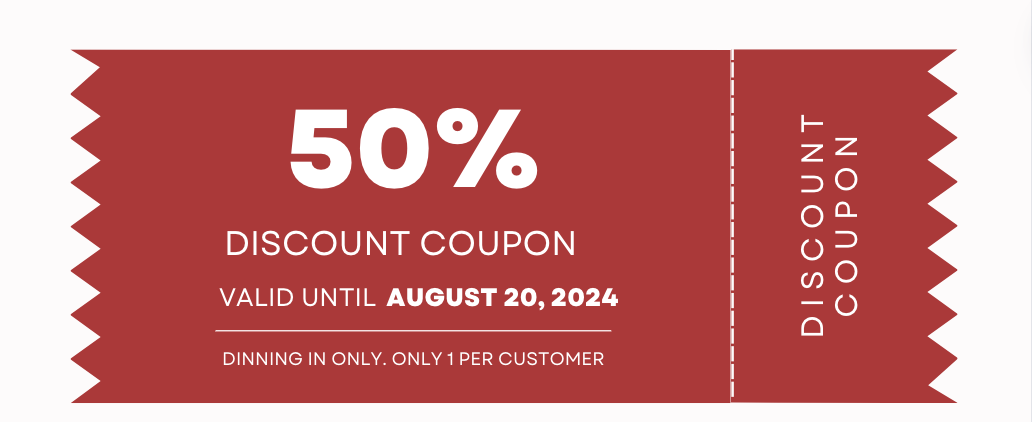 50%
DISCOUNT COUPON
VALID UNTIL AUGUST 20, 2024
DINNING IN ONLY. ONLY 1 PER CUSTOMER
DISCOUNT
COUPON